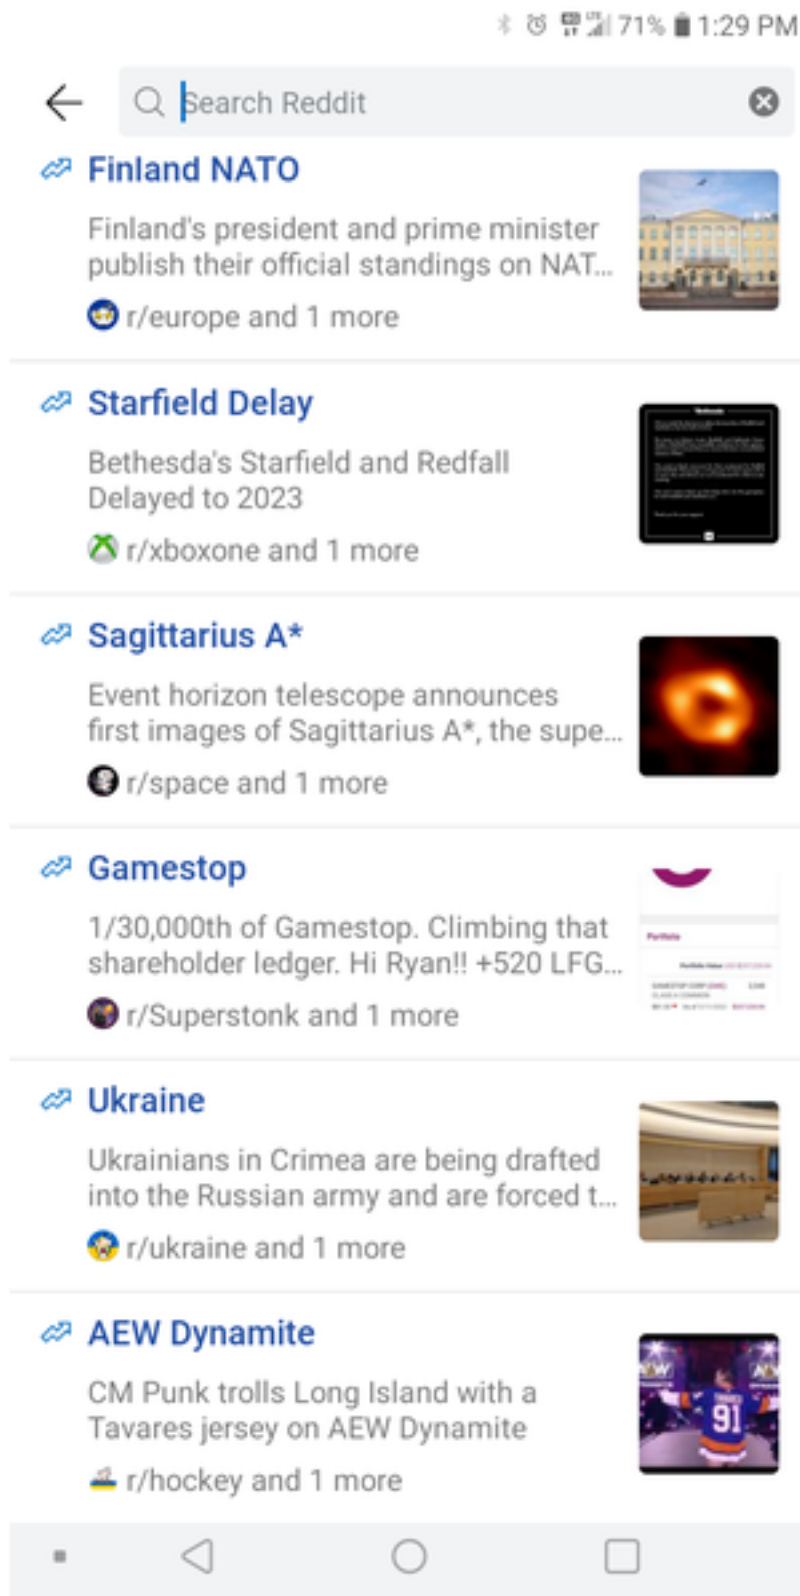 71% 1:29 PM
Search Reddit
Finland NATO
Finland's president and prime minister
publish their official standings on NAT...
r/europe and 1 more
Starfield Delay
Bethesda's Starfield and Redfall
Delayed to 2023
r/xboxone and 1 more
Sagittarius A*
Event horizon telescope announces
first images of Sagittarius A*, the supe...
r/space and 1 more
Gamestop
1/30,000th of Gamestop. Climbing that
shareholder ledger. Hi Ryan!! +520 LFG...
Portfolio
r/Superstonk and 1 more
Ukraine
Ukrainians in Crimea are being drafted
into the Russian army and are forced t...
r/ukraine and 1 more
AEW Dynamite
CM Punk trolls Long Island with a
Tavares jersey on AEW Dynamite
91
r/hockey and 1 more